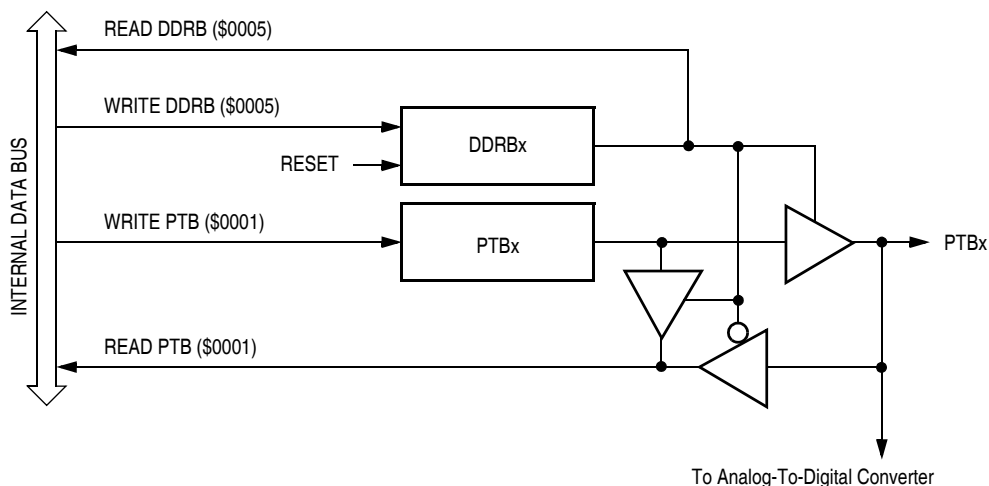 READ DDRB ($0005)
WRITE DDRB ($0005)
DDRBx
RESET
INTERNAL DATA BUS
WRITE PTB ($0001)
PTBx
PTBx
READ PTB ($0001)
To Analog-To-Digital Converter